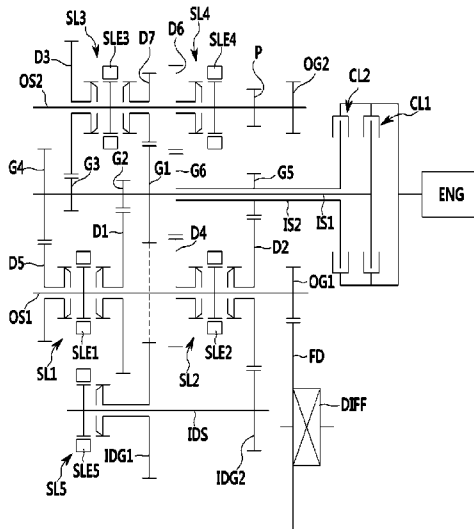 SL3 SLE3 D7 D6 SL4 SLE4
D3
P OG2
CL2
CL1
OS2
G4 G3 G2 G1 G6 G5
ENG
IS1
IS2
D1 D4 D2
D5
OG1
OS1
SLE1 SLE2
SL1 SL2
FD
DIFF
IDS
SLE5
SL5 IDG1 IDG2